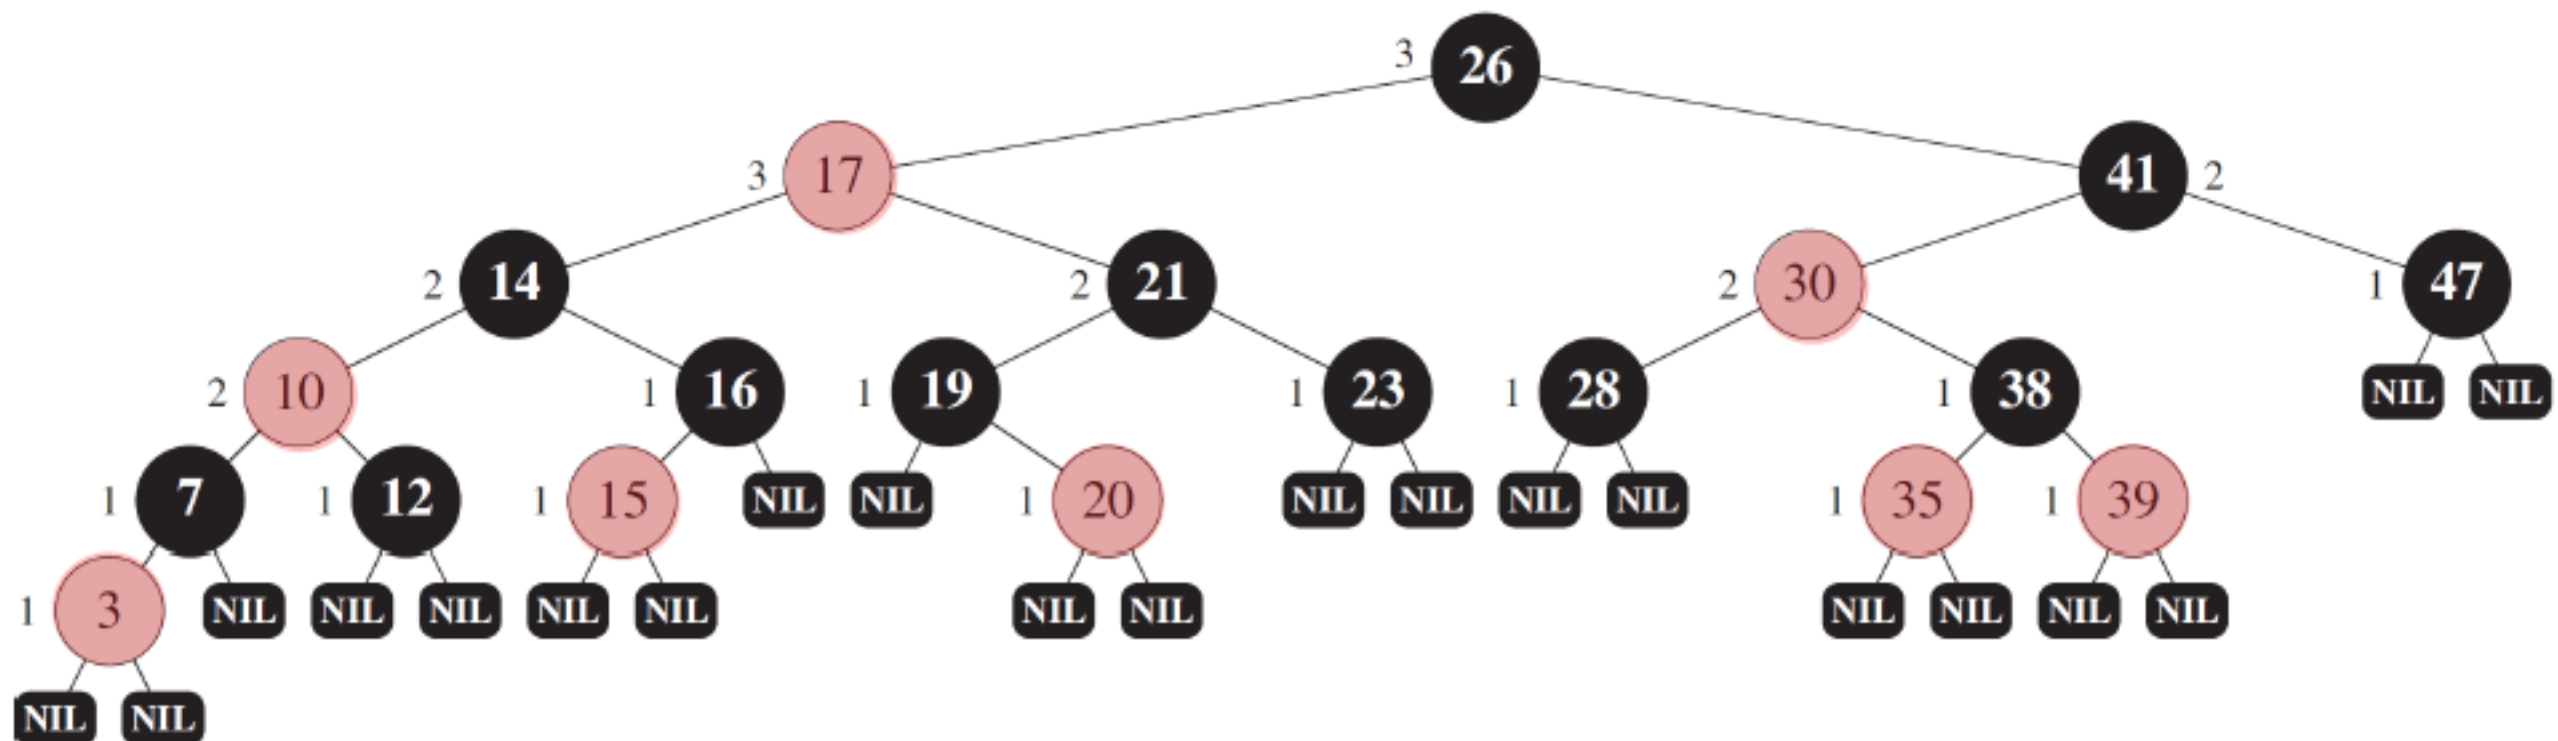 3 26
3 17 41 2
2 14 2 21 2 30 1 47
2 10 1 16 1 19 1 23 1 28 1 38 NIL NIL
1 7 1 12 1 15 NIL NIL 1 20 NIL NIL NIL NIL 1 35 1 39
1 3 NIL NIL NIL NIL NIL NIL NIL NIL NIL NIL NIL
NIL NIL